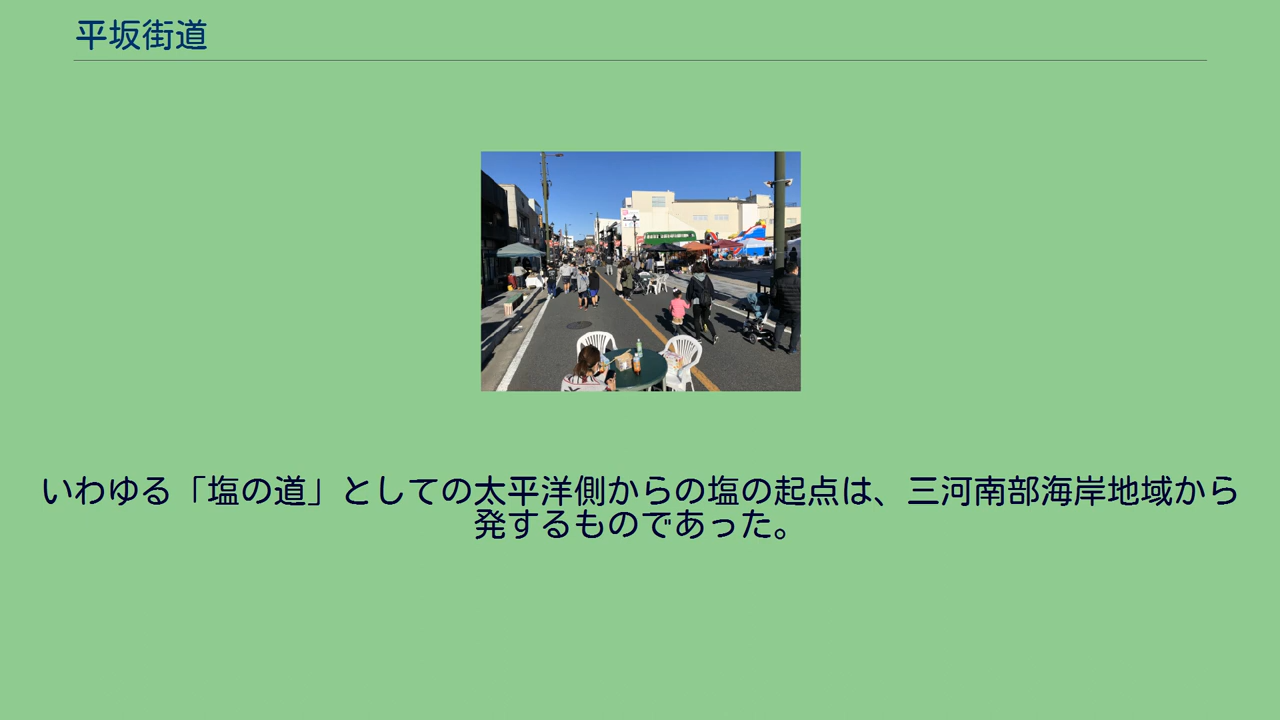 平坂街道
いわゆる「塩の道」としての太平洋側からの塩の起点は、三河南部海岸地域から
発するものであった。